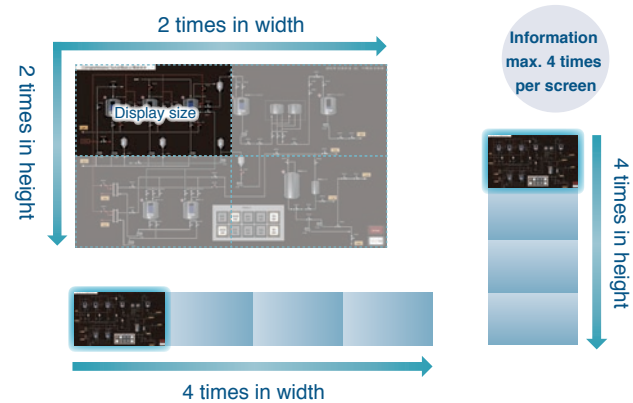 2 times in width
2 times in height
Display size
Information
max. 4 times
per screen
4 times in height
4 times in width